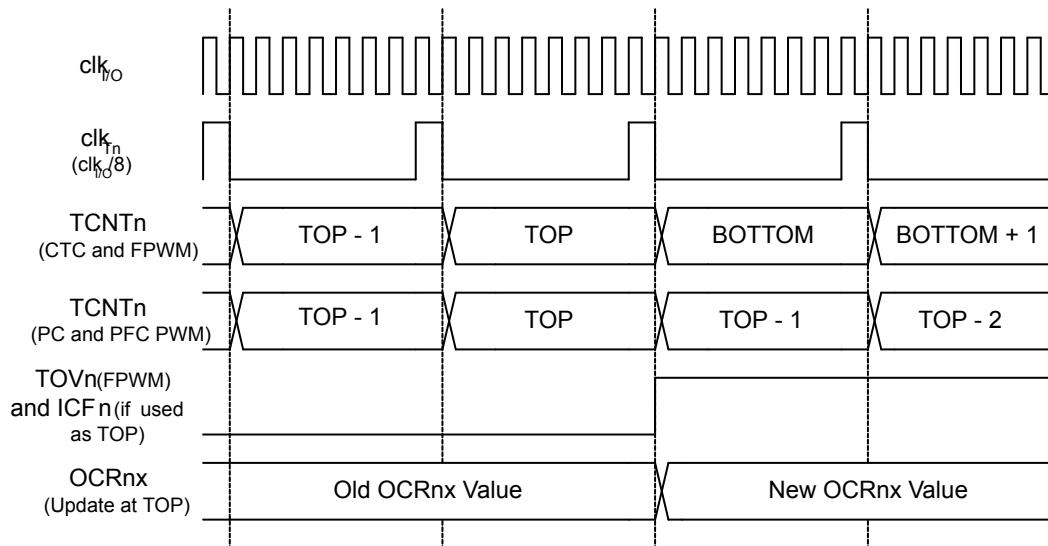 clkI/O
clkTn
(clkI/O/8)
TCNTn
(CTC and FPWM)
TOP - 1
TOP
BOTTOM
BOTTOM + 1
TCNTn
(PC and PFC PWM)
TOP - 1
TOP
TOP - 1
TOP - 2
TOVn(FPWM)
and ICFn(if used
as TOP)
OCRnx
(Update at TOP)
Old OCRnx Value
New OCRnx Value